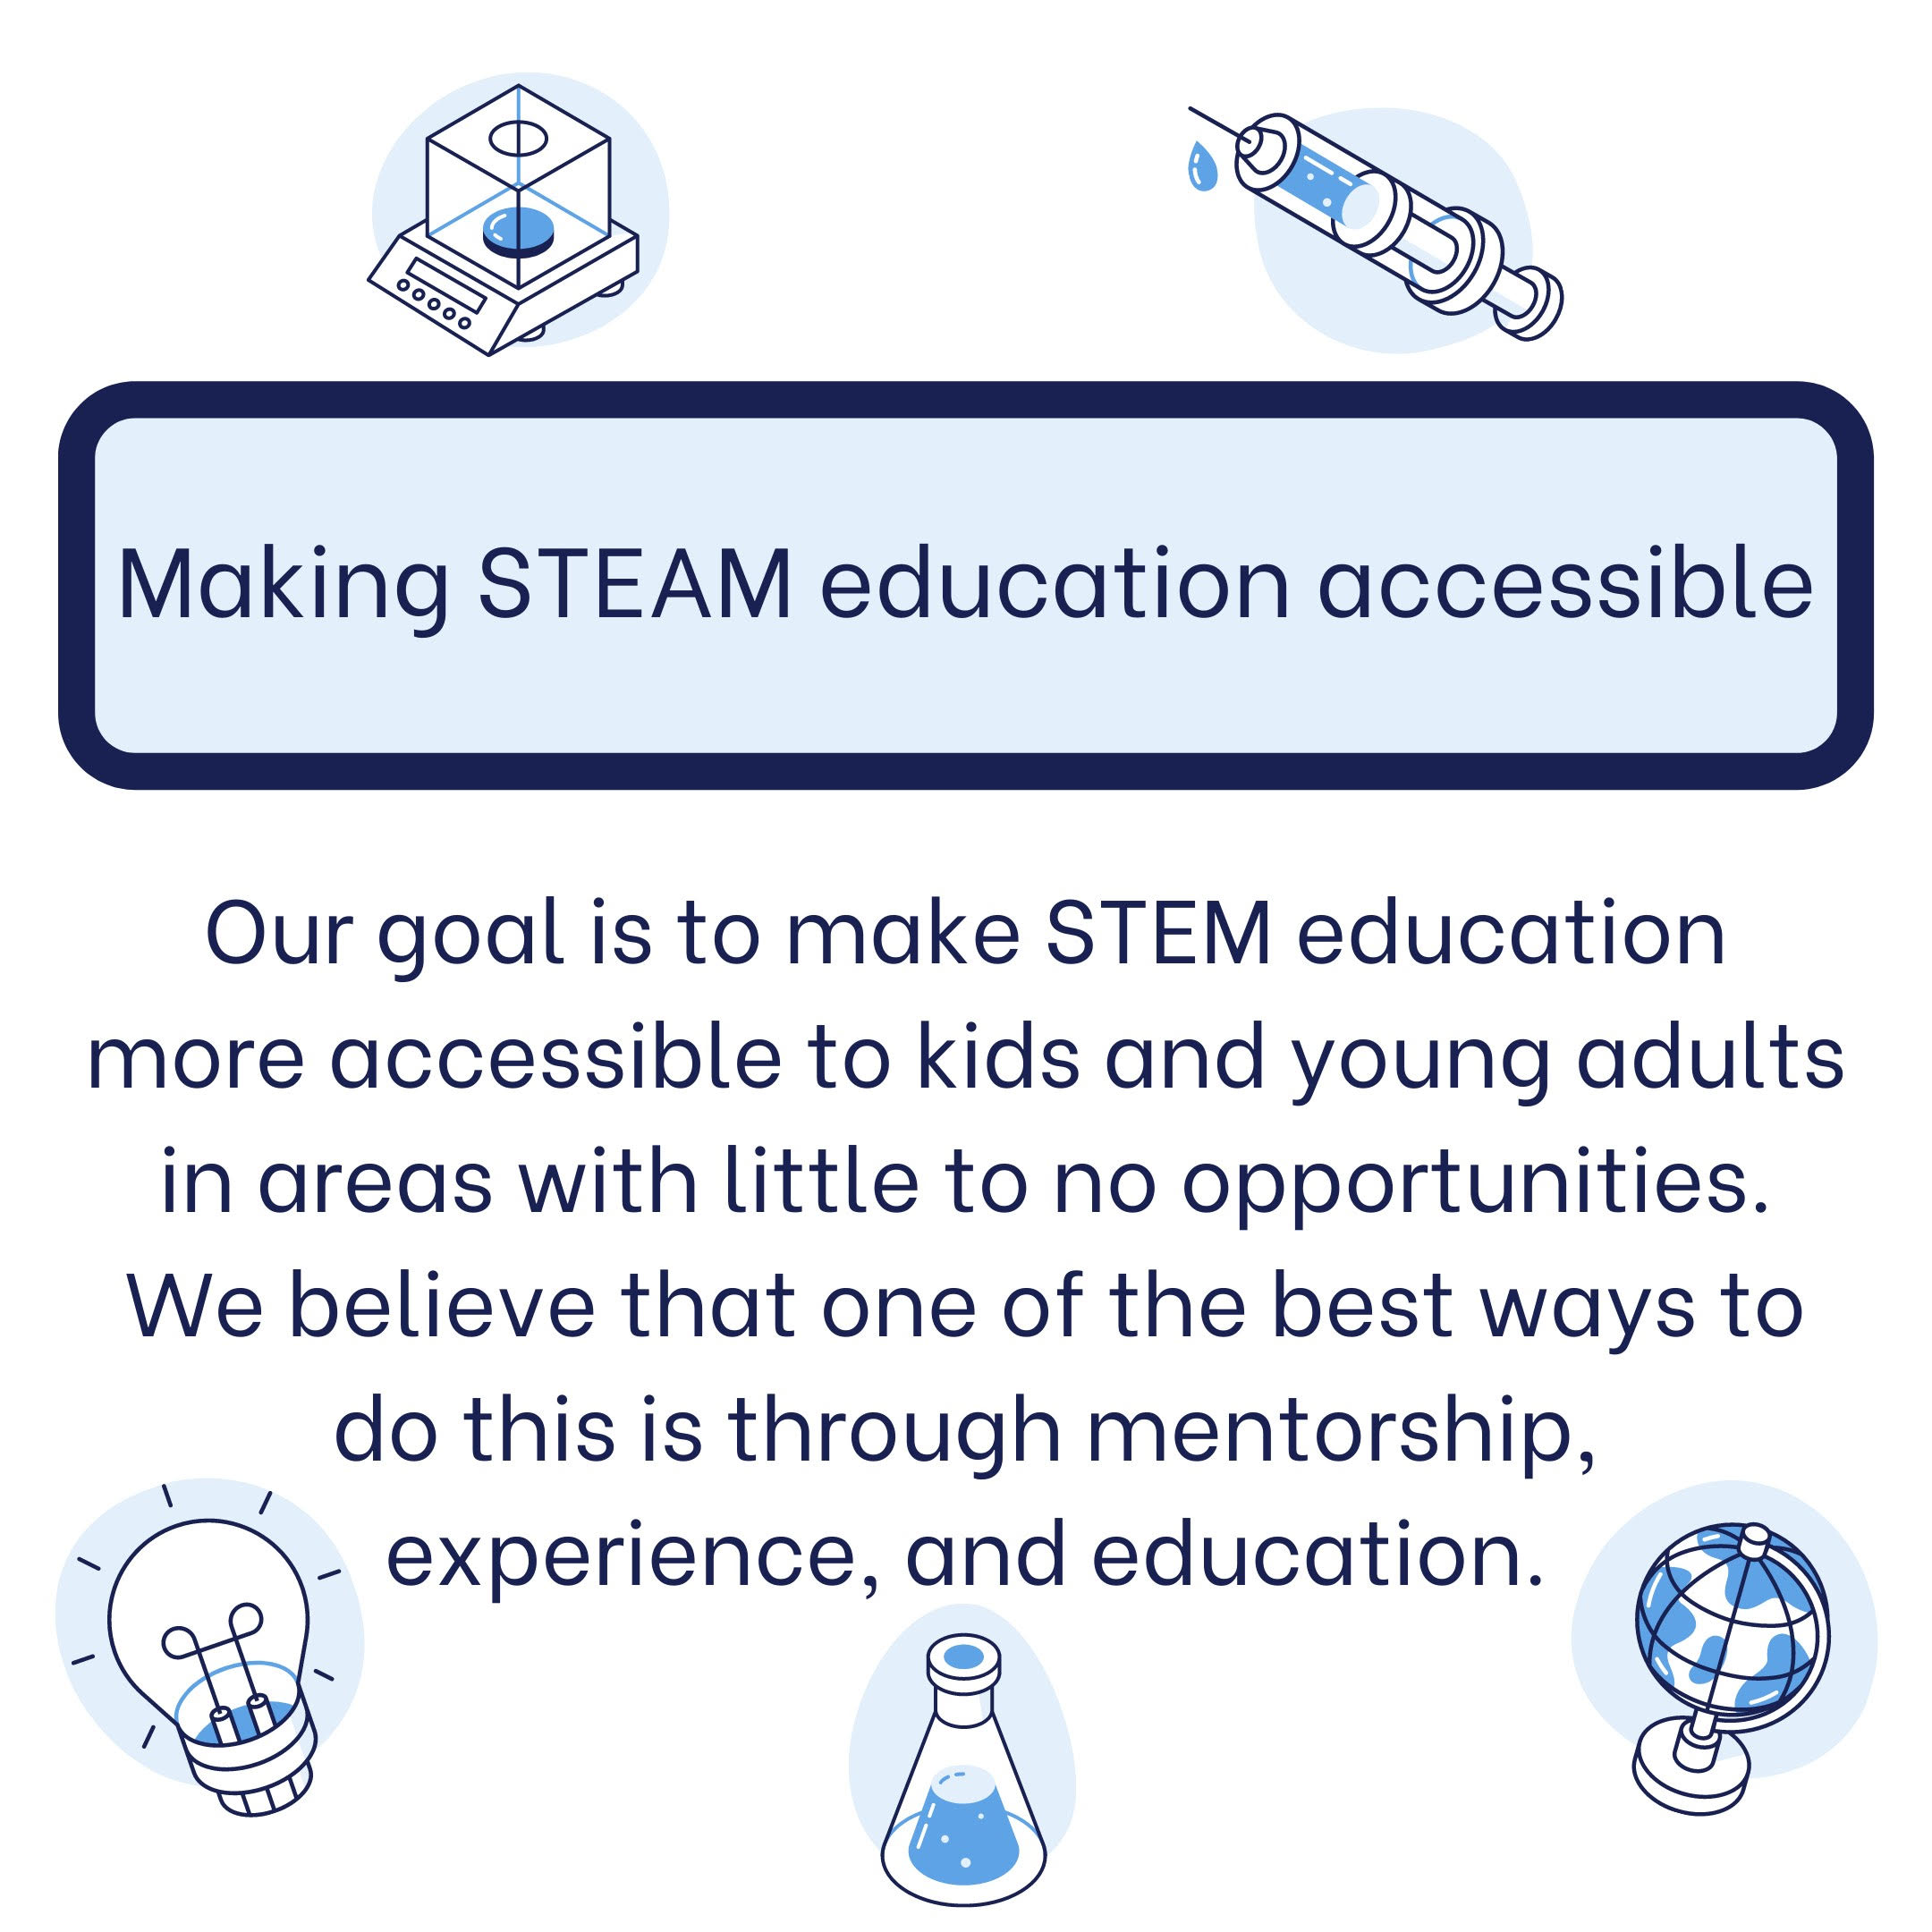 Making STEAM education accessible
Our goal is to make STEM education
more accessible to kids and young adults
in areas with little to no opportunities.
We believe that one of the best ways to
do this is through mentorship,
experience, and education.